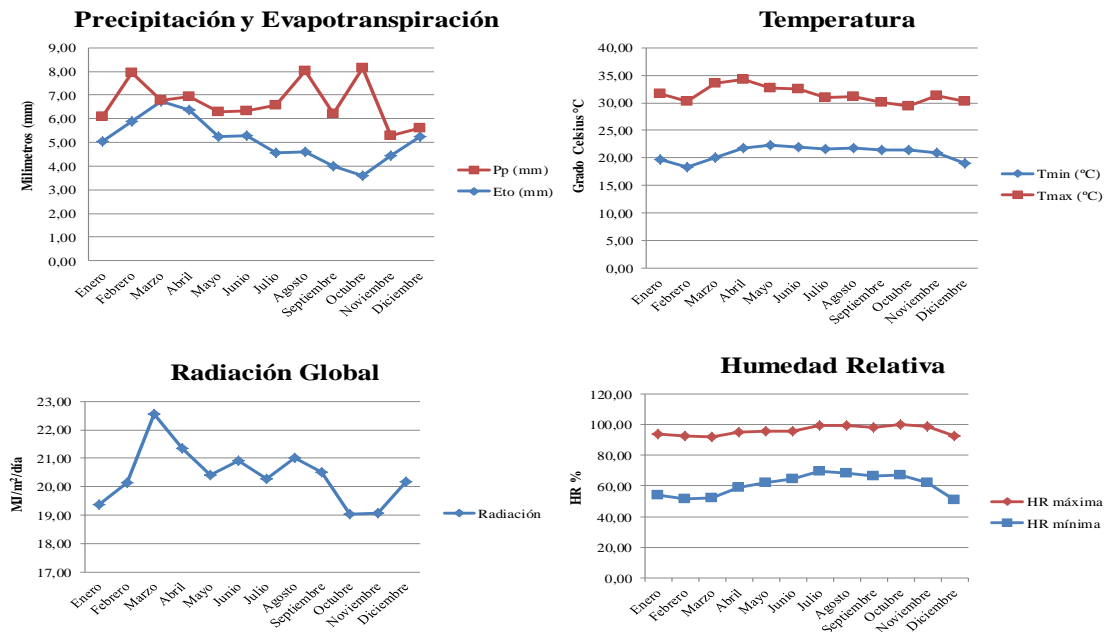 Precipitación y Evapotranspiración
9,00
8,00
7,00
6,00
5,00
4,00
3,00
2,00
1,00
0,00
Milímetros (mm)
Pp (mm)
Eto (mm)
Enero
Febrero
Marzo
Abril
Mayo
Junio
Julio
Agosto
Septiembre
Octubre
Noviembre
Diciembre
Temperatura
40,00
35,00
30,00
25,00
20,00
15,00
10,00
5,00
0,00
Grado Celsius °C
Tmin (ºC)
Tmax (ºC)
Enero
Febrero
Marzo
Abril
Mayo
Junio
Julio
Agosto
Septiembre
Octubre
Noviembre
Diciembre
Radiación Global
23,00
22,00
21,00
20,00
19,00
18,00
17,00
MJ/m²/día
Radiación
Enero
Febrero
Marzo
Abril
Mayo
Junio
Julio
Agosto
Septiembre
Octubre
Noviembre
Diciembre
Humedad Relativa
120,00
100,00
80,00
60,00
40,00
20,00
0,00
HR %
HR máxima
HR mínima
Enero
Febrero
Marzo
Abril
Mayo
Junio
Julio
Agosto
Septiembre
Octubre
Noviembre
Diciembre